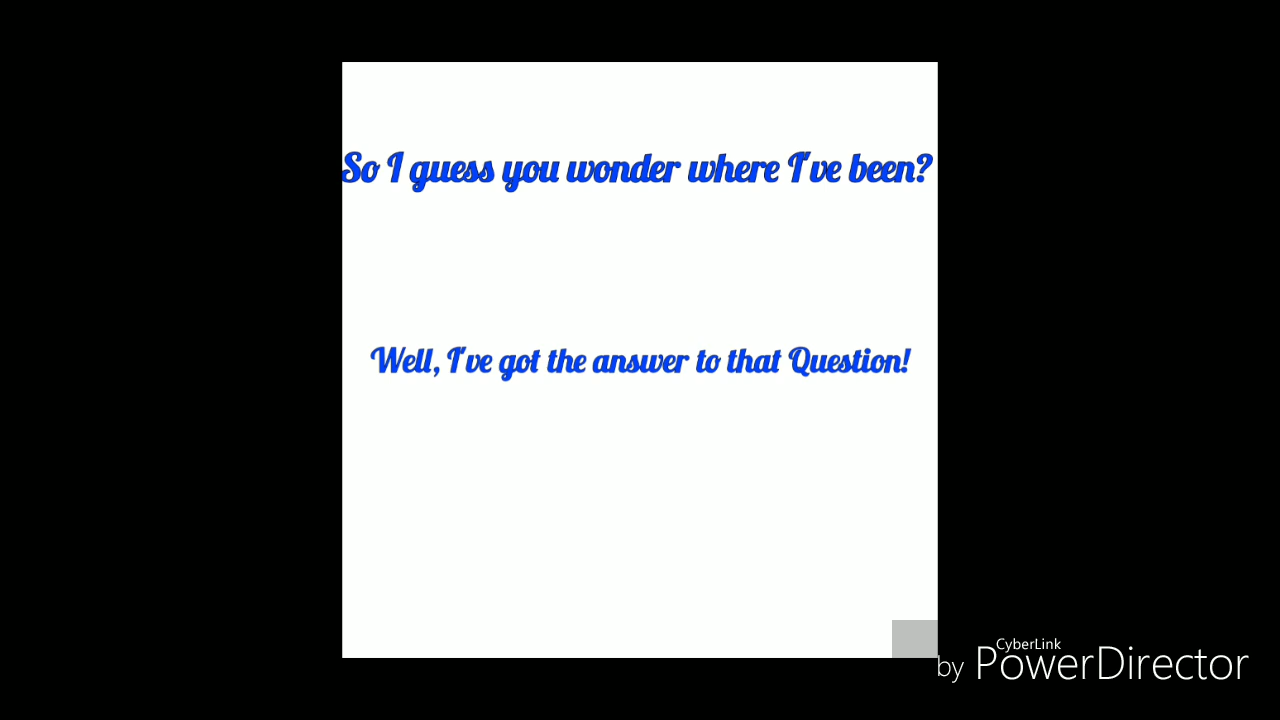 So I guess you wonder where I've been?
Well, I've got the answer to that Question!
CyberLink
by PowerDirector